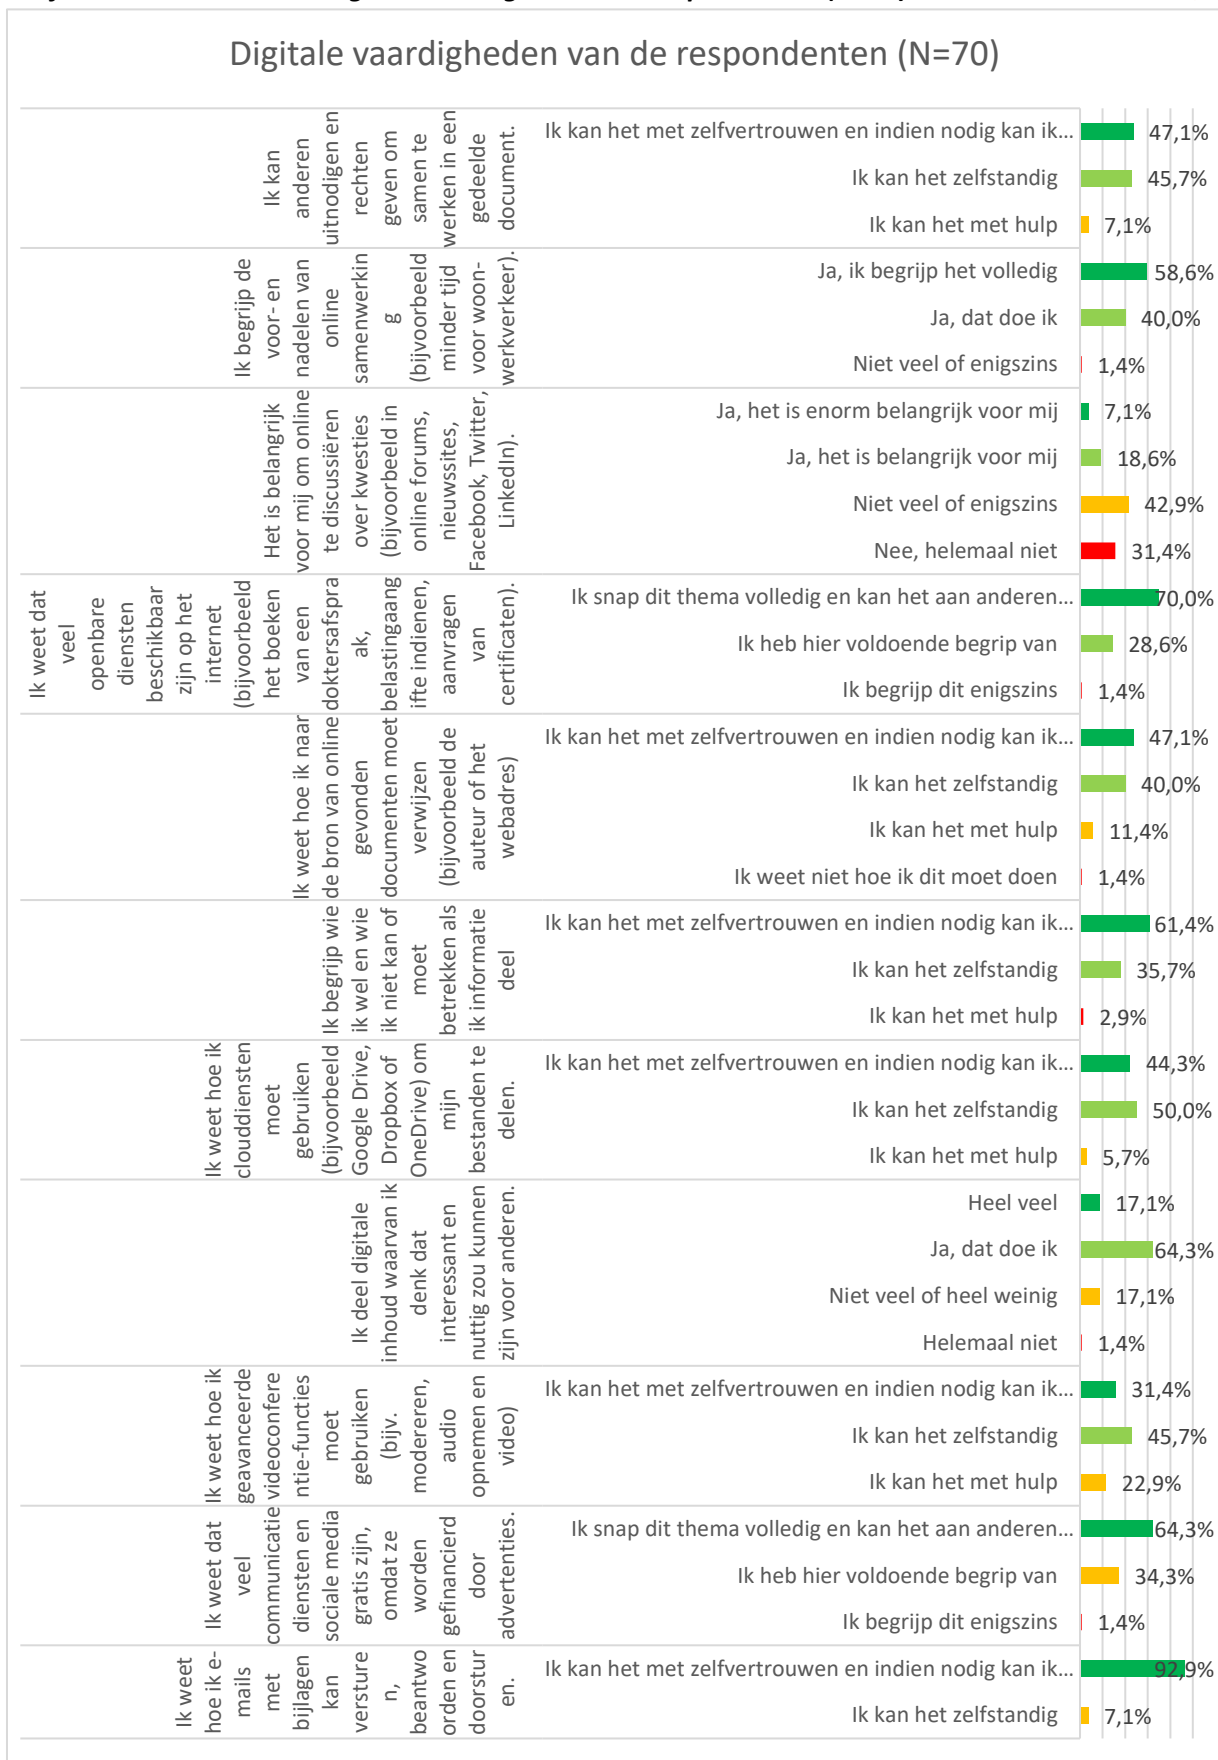 Digitale vaardigheden van de respondenten (N=70)
Ik kan
anderen
uitnodigen en
rechten
geven om
samen te
werken in een
gedeelde
document.
Ik kan het met zelfvertrouwen en indien nodig kan ik…
47,1%
Ik kan het zelfstandig
45,7%
Ik kan het met hulp
7,1%
Ik begrijp de
voor- en
nadelen van
online
samenwerkin
g
(bijvoorbeeld
minder tijd
voor woon-
werkverkeer).
Ja, ik begrijp het volledig
58,6%
Ja, dat doe ik
40,0%
Niet veel of enigszins
1,4%
Het is belangrijk
voor mij om online
te discussiëren
over kwesties
(bijvoorbeeld in
online forums,
nieuwssites,
Facebook, Twitter,
LinkedIn).
Ja, het is enorm belangrijk voor mij
7,1%
Ja, het is belangrijk voor mij
18,6%
Niet veel of enigszins
42,9%
Nee, helemaal niet
31,4%
Ik weet dat
veel
openbare
diensten
beschikbaar
zijn op het
internet
(bijvoorbeeld
het boeken
van een
doktersafspra
ak,
belastingaang
ifte indienen,
aanvragen
van
certificaten).
Ik snap dit thema volledig en kan het aan anderen…
70,0%
Ik heb hier voldoende begrip van
28,6%
Ik begrijp dit enigszins
1,4%
Ik weet hoe ik naar
de bron van online
gevonden
documenten moet
verwijzen
(bijvoorbeeld de
auteur of het
webadres)
Ik kan het met zelfvertrouwen en indien nodig kan ik…
47,1%
Ik kan het zelfstandig
40,0%
Ik kan het met hulp
11,4%
Ik weet niet hoe ik dit moet doen
1,4%
Ik begrijp wie
ik wel en wie
ik niet kan of
moet
betrekken als
ik informatie
deel
Ik kan het met zelfvertrouwen en indien nodig kan ik…
61,4%
Ik kan het zelfstandig
35,7%
Ik kan het met hulp
2,9%
Ik weet hoe ik
clouddiensten
moet
gebruiken
(bijvoorbeeld
Google Drive,
Dropbox of
OneDrive) om
mijn
bestanden te
delen.
Ik kan het met zelfvertrouwen en indien nodig kan ik…
44,3%
Ik kan het zelfstandig
50,0%
Ik kan het met hulp
5,7%
Ik deel digitale
inhoud waarvan ik
denk dat
interessant en
nuttig zou kunnen
zijn voor anderen.
Heel veel
17,1%
Ja, dat doe ik
64,3%
Niet veel of heel weinig
17,1%
Helemaal niet
1,4%
Ik weet hoe ik
geavanceerde
videoconfere
ntie-functies
moet
gebruiken
(bijv.
modereren,
audio
opnemen en
video)
Ik kan het met zelfvertrouwen en indien nodig kan ik…
31,4%
Ik kan het zelfstandig
45,7%
Ik kan het met hulp
22,9%
Ik weet dat
veel
communicatie
diensten en
sociale media
gratis zijn,
omdat ze
worden
gefinancierd
door
advertenties.
Ik snap dit thema volledig en kan het aan anderen…
64,3%
Ik heb hier voldoende begrip van
34,3%
Ik begrijp dit enigszins
1,4%
Ik weet
hoe ik e-
mails
met
bijlagen
kan
versture
n,
beantwo
orden en
doorstur
en.
Ik kan het met zelfvertrouwen en indien nodig kan ik…
92,9%
Ik kan het zelfstandig
7,1%